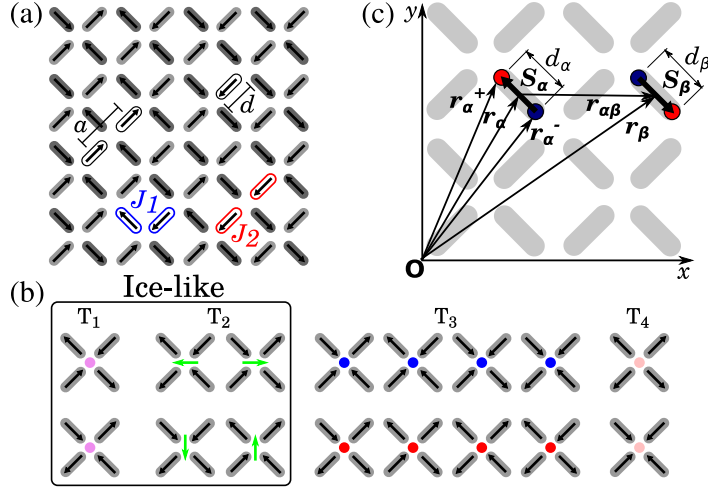 (a)
a
d
J1
J2
(b)
Ice-like
T1
T2
T3
T4
(c)
y
dα
Sα
dβ
Sβ
rα+
rα
rα-
rαβ
rβ
O
x